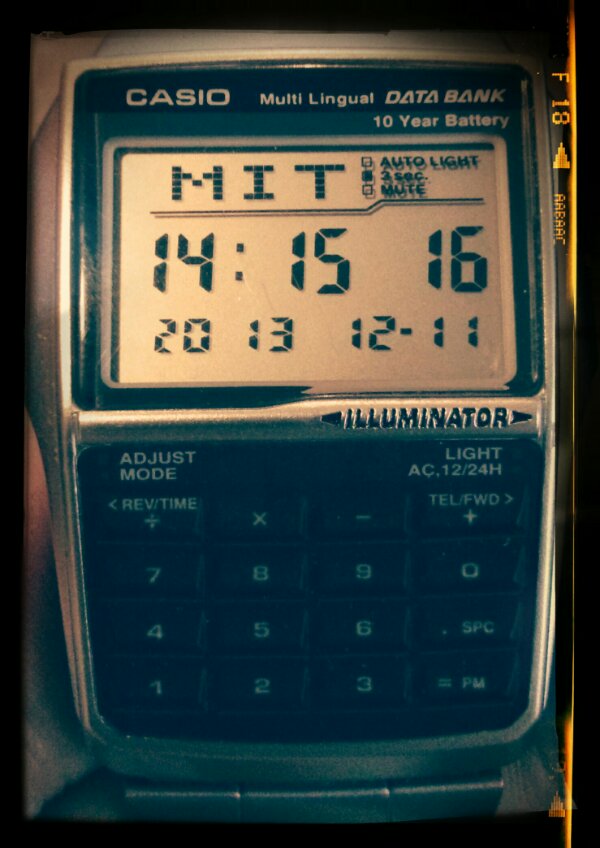 CASIO Multi Lingual DATA BANK
10 Year Battery
MIT
AUTO LIGHT
3 sec.
MUTE
14:15 16
20 13 12-11
ILLUMINATOR
ADJUST LIGHT
MODE AC,12/24H
< REV/TIME TEL/FWD >
÷ × − +
7 8 9 0
4 5 6 . SPC
1 2 3 = PM
F 18